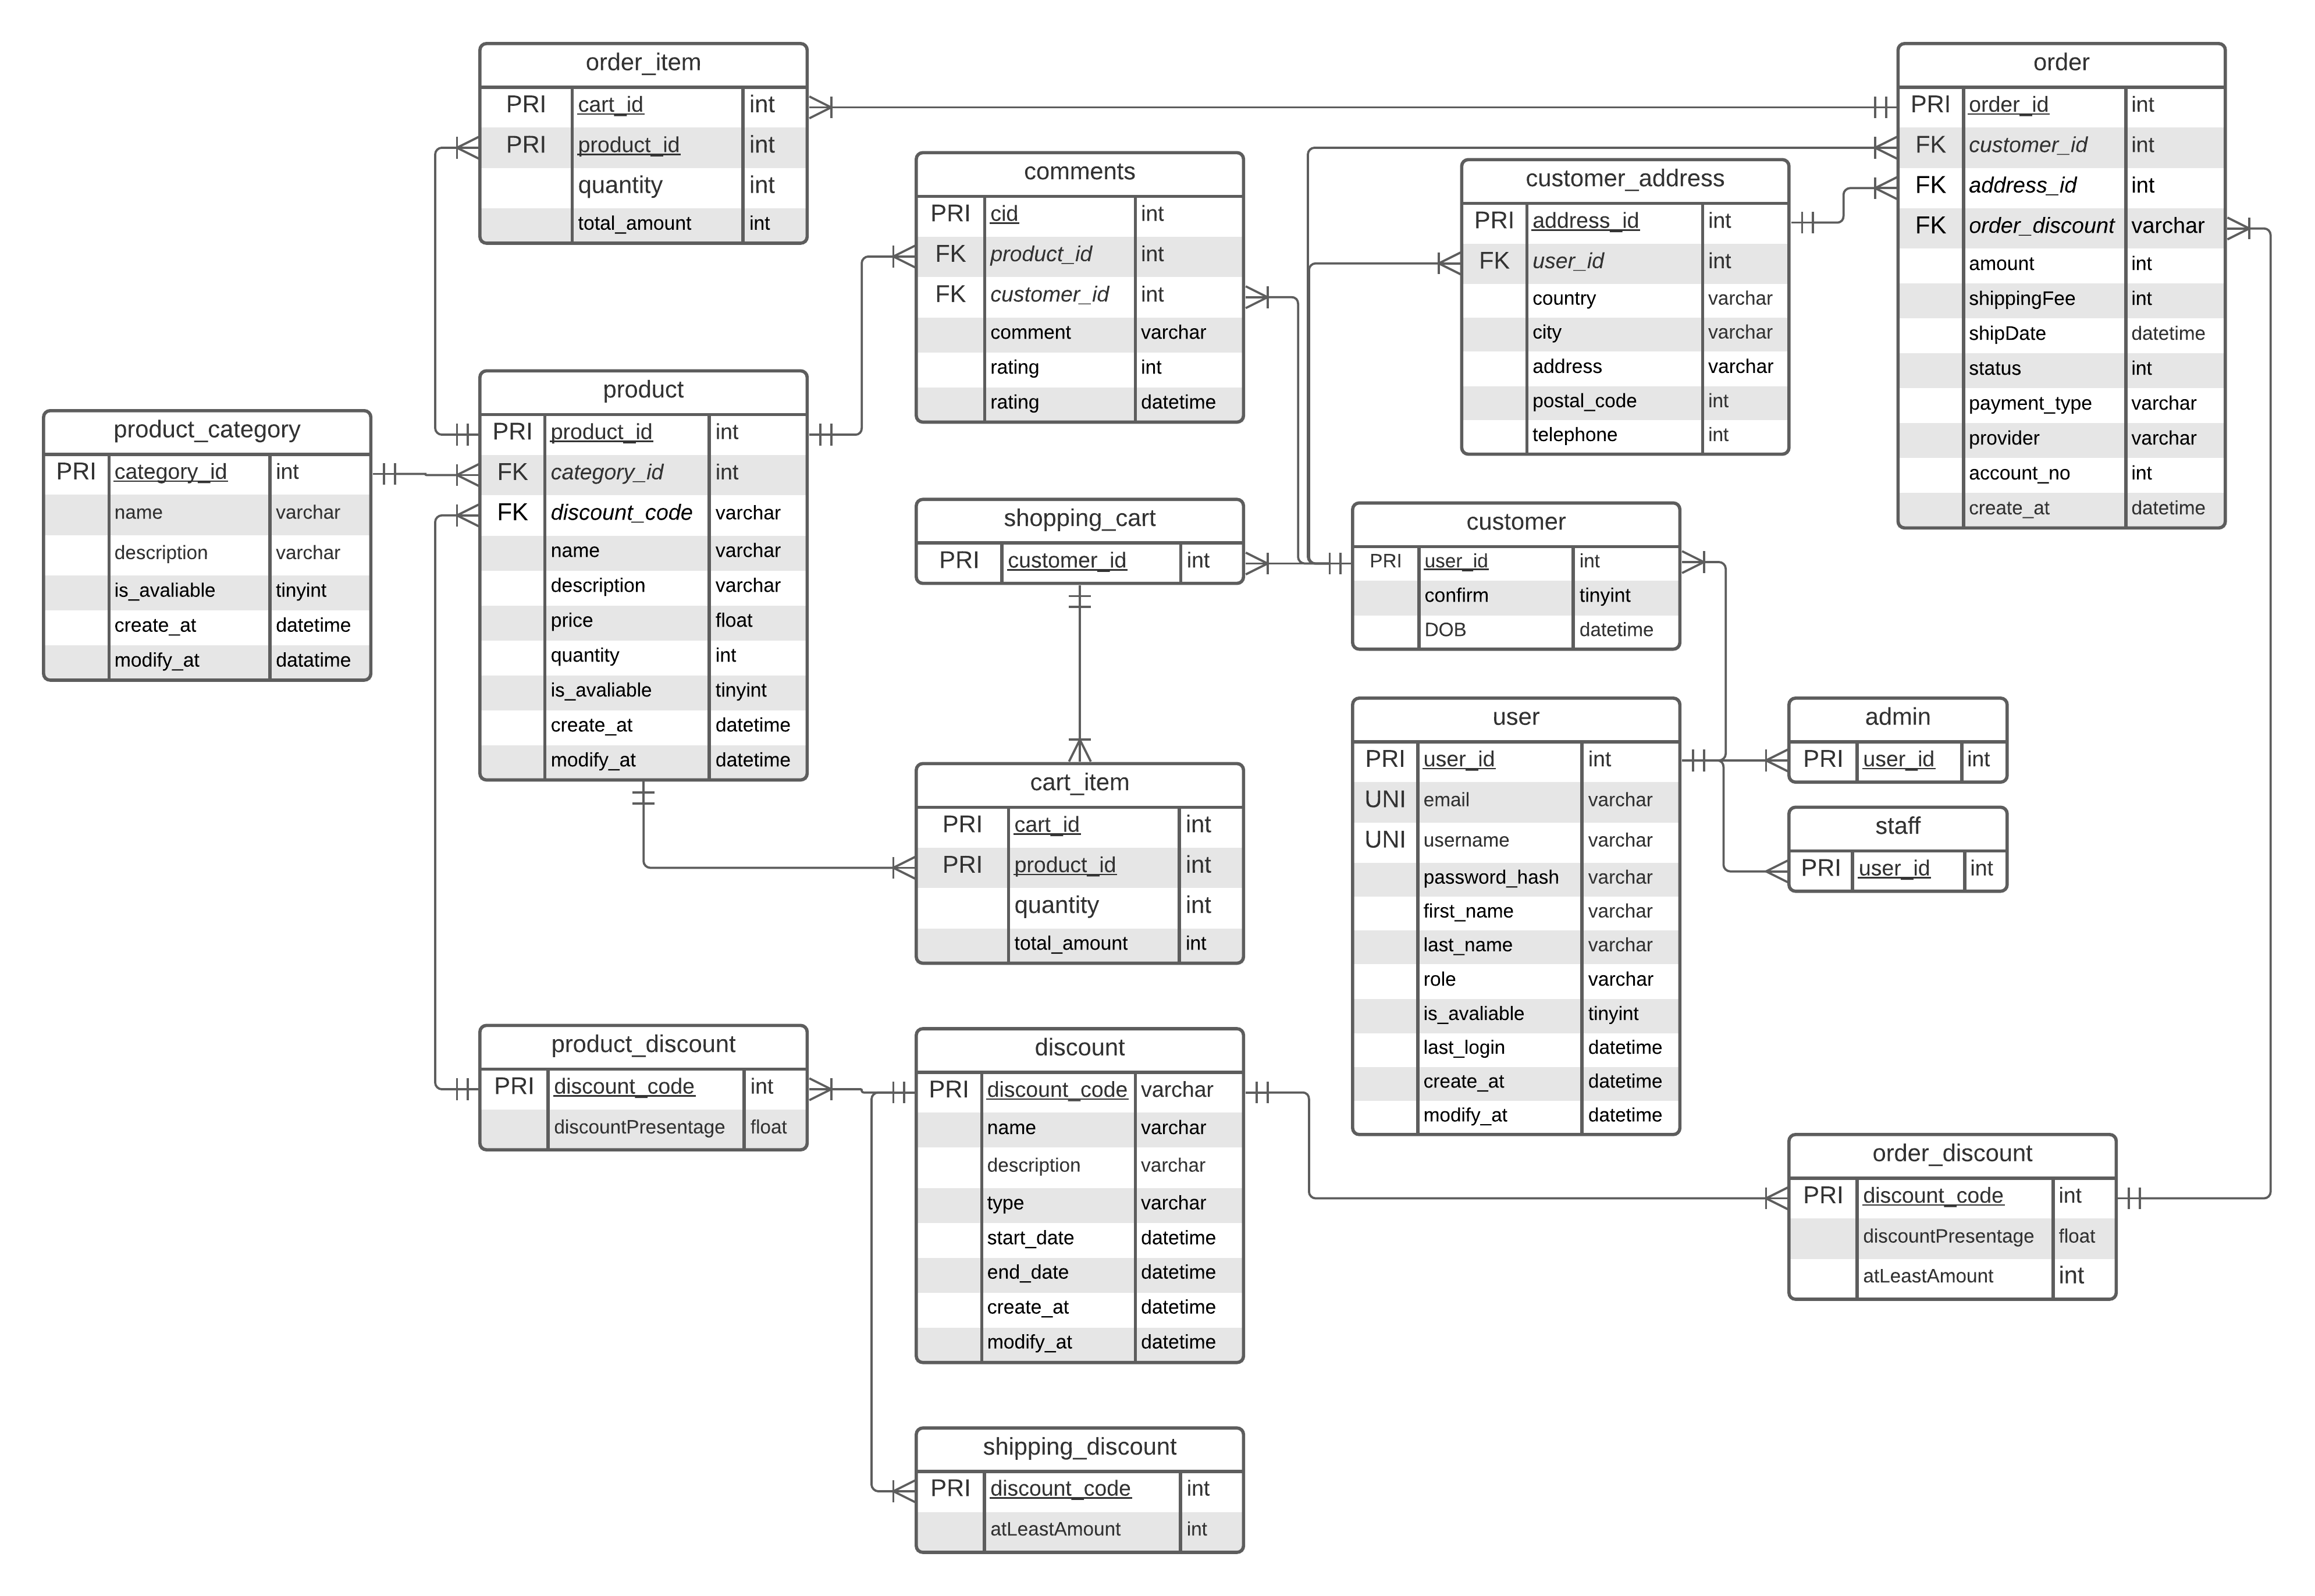 order_item
PRI cart_id int
PRI product_id int
quantity int
total_amount int
order
PRI order_id int
FK customer_id int
FK address_id int
FK order_discount varchar
amount int
shippingFee int
shipDate datetime
status int
payment_type varchar
provider varchar
account_no int
create_at datetime
comments
PRI cid int
FK product_id int
FK customer_id int
comment varchar
rating int
rating datetime
customer_address
PRI address_id int
FK user_id int
country varchar
city varchar
address varchar
postal_code int
telephone int
product_category
PRI category_id int
name varchar
description varchar
is_avaliable tinyint
create_at datetime
modify_at datatime
product
PRI product_id int
FK category_id int
FK discount_code varchar
name varchar
description varchar
price float
quantity int
is_avaliable tinyint
create_at datetime
modify_at datetime
shopping_cart
PRI customer_id int
customer
PRI user_id int
confirm tinyint
DOB datetime
cart_item
PRI cart_id int
PRI product_id int
quantity int
total_amount int
user
PRI user_id int
UNI email varchar
UNI username varchar
password_hash varchar
first_name varchar
last_name varchar
role varchar
is_avaliable tinyint
last_login datetime
create_at datetime
modify_at datetime
admin
PRI user_id int
staff
PRI user_id int
product_discount
PRI discount_code int
discountPresentage float
discount
PRI discount_code varchar
name varchar
description varchar
type varchar
start_date datetime
end_date datetime
create_at datetime
modify_at datetime
order_discount
PRI discount_code int
discountPresentage float
atLeastAmount int
shipping_discount
PRI discount_code int
atLeastAmount int